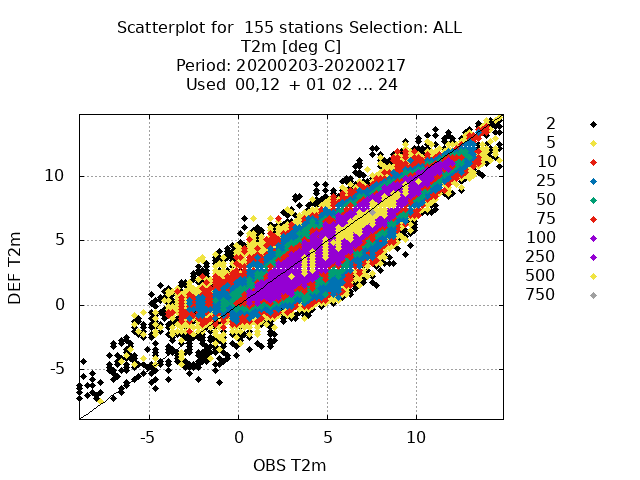 Scatterplot for 155 stations Selection: ALL
T2m [deg C]
Period: 20200203-20200217
Used 00,12 + 01 02 ... 24
2
5
10
25
50
75
100
250
500
750
10
5
0
-5
DEF T2m
-5 0 5 10
OBS T2m